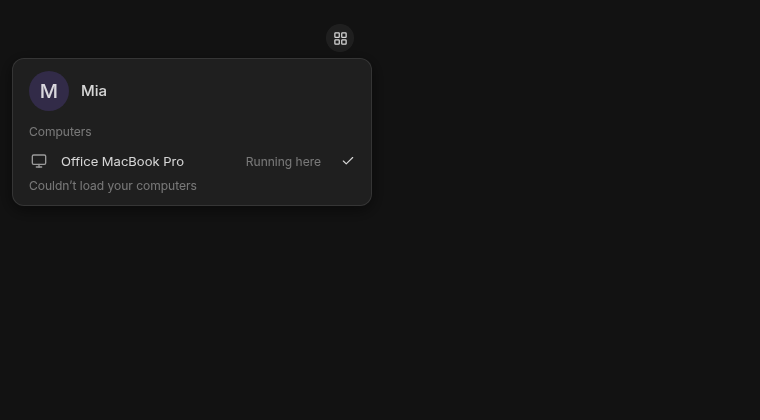 M
Mia
Computers
Office MacBook Pro Running here
Couldn’t load your computers